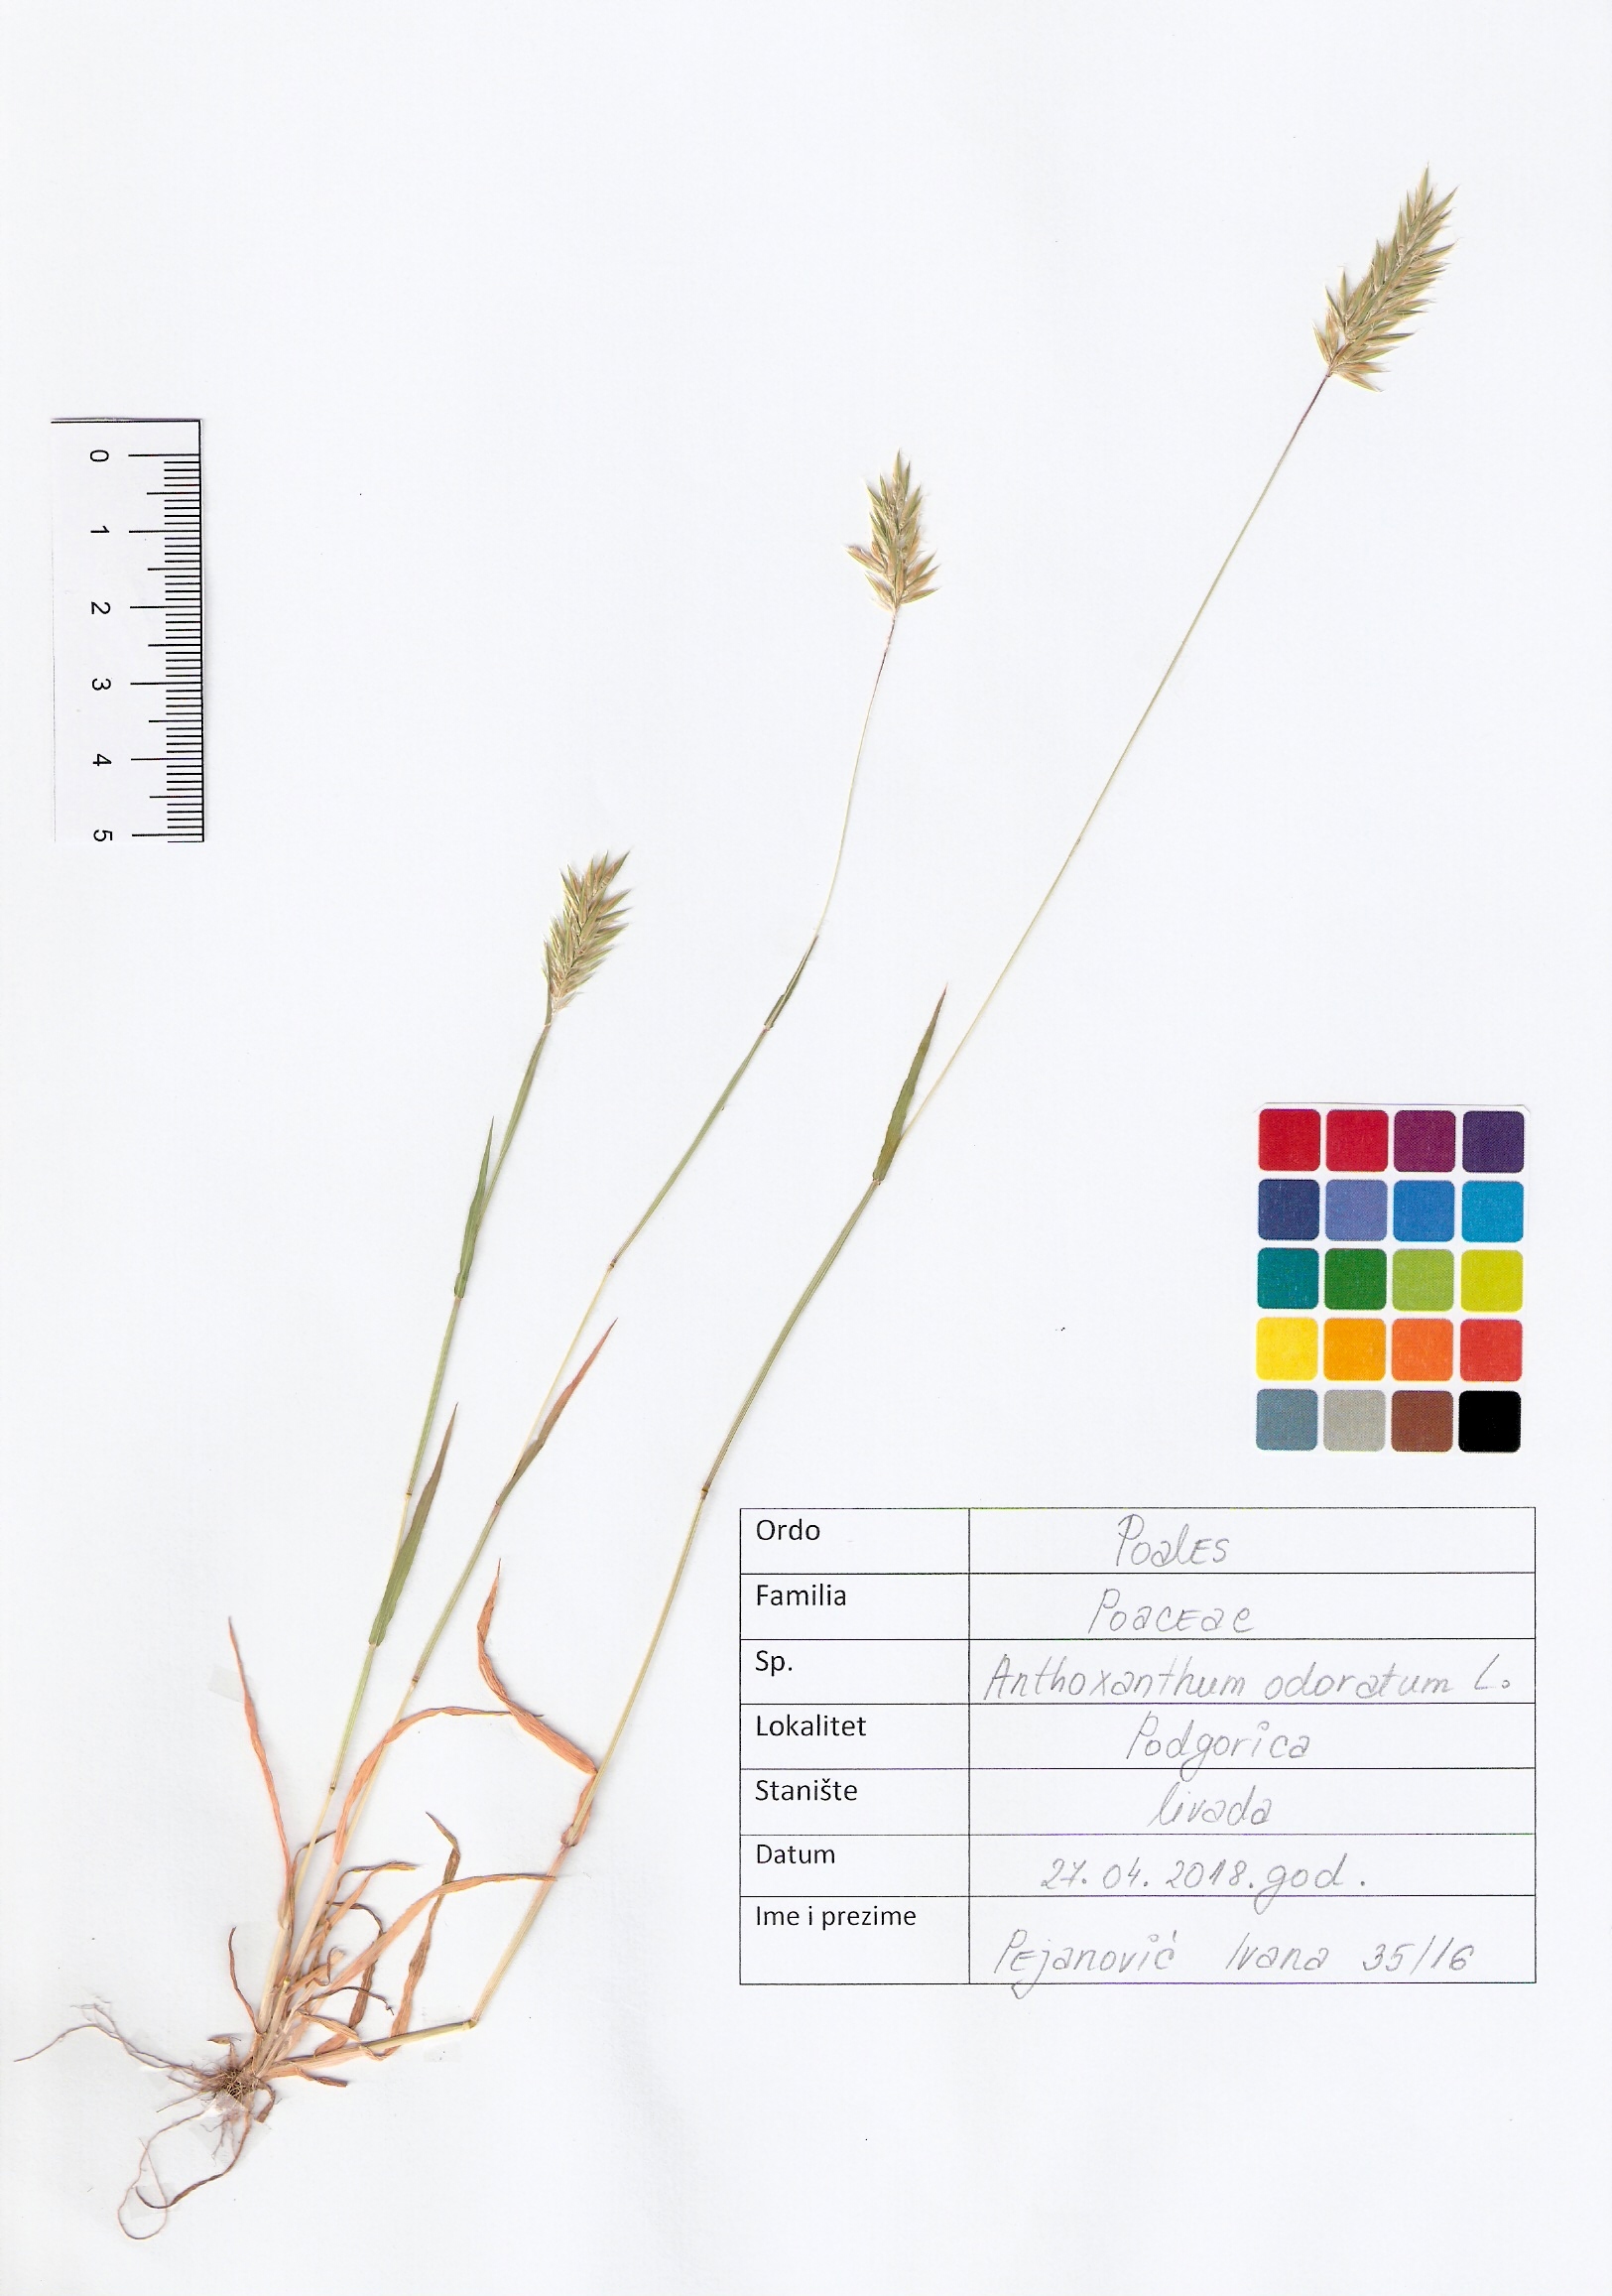 0
1
2
3
4
5
Ordo Poales
Familia Poaceae
Sp. Anthoxanthum odoratum L.
Lokalitet Podgorica
Stanište livada
Datum 27.04.2018.god.
Ime i prezime Pejanović Ivana 35/16